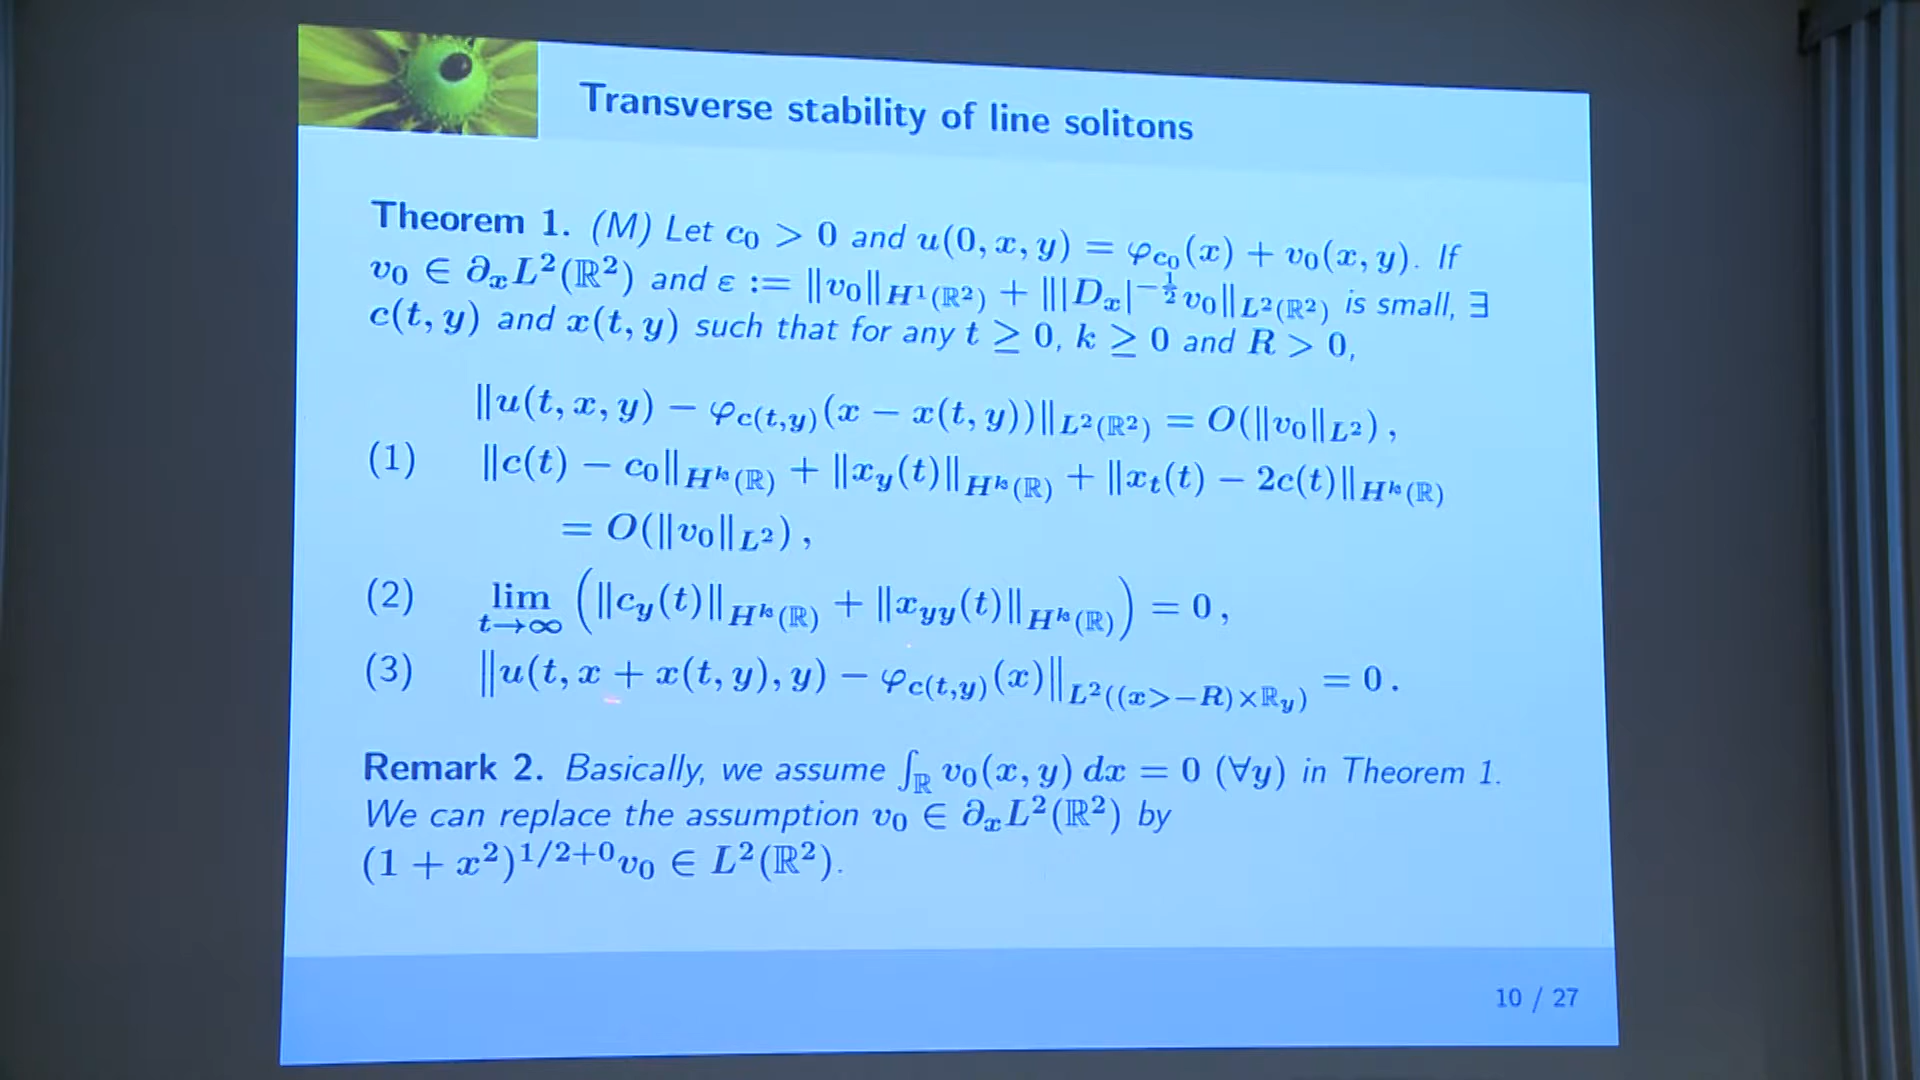 Transverse stability of line solitons
Theorem 1. (M) Let c₀ > 0 and u(0, x, y) = φ_{c₀}(x) + v₀(x, y). If
v₀ ∈ ∂ₓL²(ℝ²) and ε := ‖v₀‖_{H¹(ℝ²)} + ‖|Dₓ|^{-1/2}v₀‖_{L²(ℝ²)} is small, ∃
c(t, y) and x(t, y) such that for any t ≥ 0, k ≥ 0 and R > 0,
‖u(t, x, y) − φ_{c(t,y)}(x − x(t, y))‖_{L²(ℝ²)} = O(‖v₀‖_{L²}),
(1) ‖c(t) − c₀‖_{H^k(ℝ)} + ‖x_y(t)‖_{H^k(ℝ)} + ‖x_t(t) − 2c(t)‖_{H^k(ℝ)}
= O(‖v₀‖_{L²}),
(2) lim_{t→∞} (‖c_y(t)‖_{H^k(ℝ)} + ‖x_{yy}(t)‖_{H^k(ℝ)}) = 0,
(3) ‖u(t, x + x(t, y), y) − φ_{c(t,y)}(x)‖_{L²((x>−R)×ℝ_y)} = 0.
Remark 2. Basically, we assume ∫_ℝ v₀(x, y) dx = 0 (∀y) in Theorem 1.
We can replace the assumption v₀ ∈ ∂ₓL²(ℝ²) by
(1 + x²)^{1/2+0}v₀ ∈ L²(ℝ²).
10 / 27